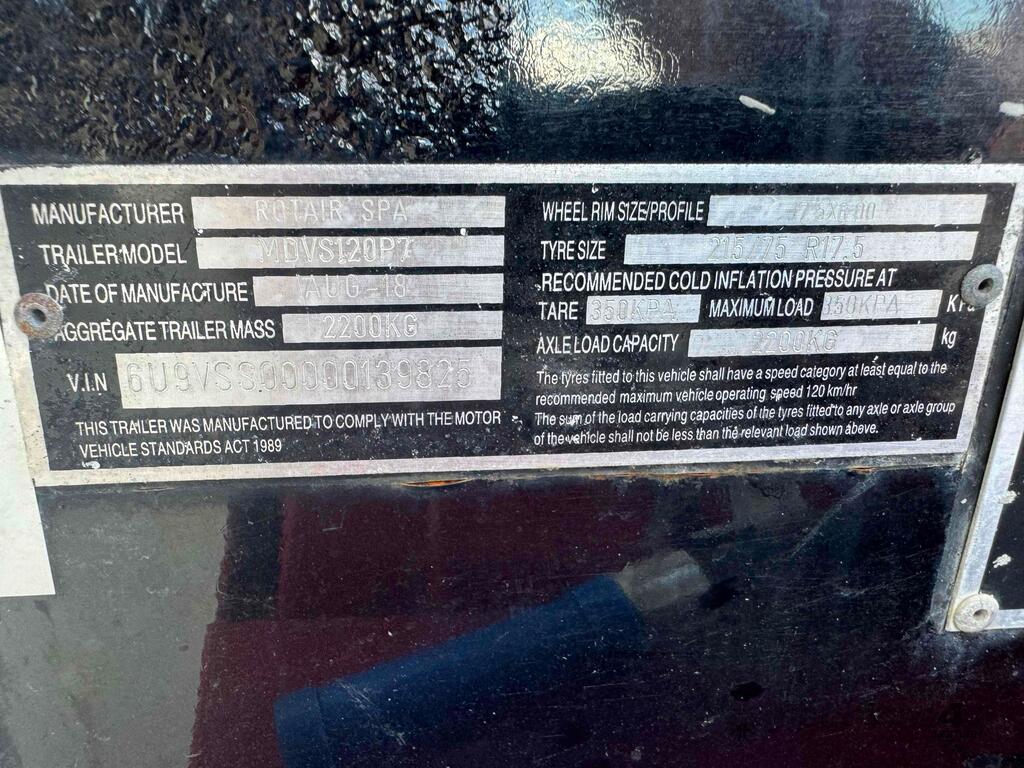 MANUFACTURER ROTAIR SPA
TRAILER MODEL MDVS120P7
DATE OF MANUFACTURE AUG-18
AGGREGATE TRAILER MASS 2200KG
V.I.N 6U9VSS00000139825
THIS TRAILER WAS MANUFACTURED TO COMPLY WITH THE MOTOR
VEHICLE STANDARDS ACT 1989
WHEEL RIM SIZE/PROFILE
TYRE SIZE 215/75 R17.5
RECOMMENDED COLD INFLATION PRESSURE AT
TARE 350KPA MAXIMUM LOAD 350KPA KPa
AXLE LOAD CAPACITY 2200KG kg
The tyres fitted to this vehicle shall have a speed category at least equal to the
recommended maximum vehicle operating speed 120 km/hr
The sum of the load carrying capacities of the tyres fitted to any axle or axle group
of the vehicle shall not be less than the relevant load shown above.